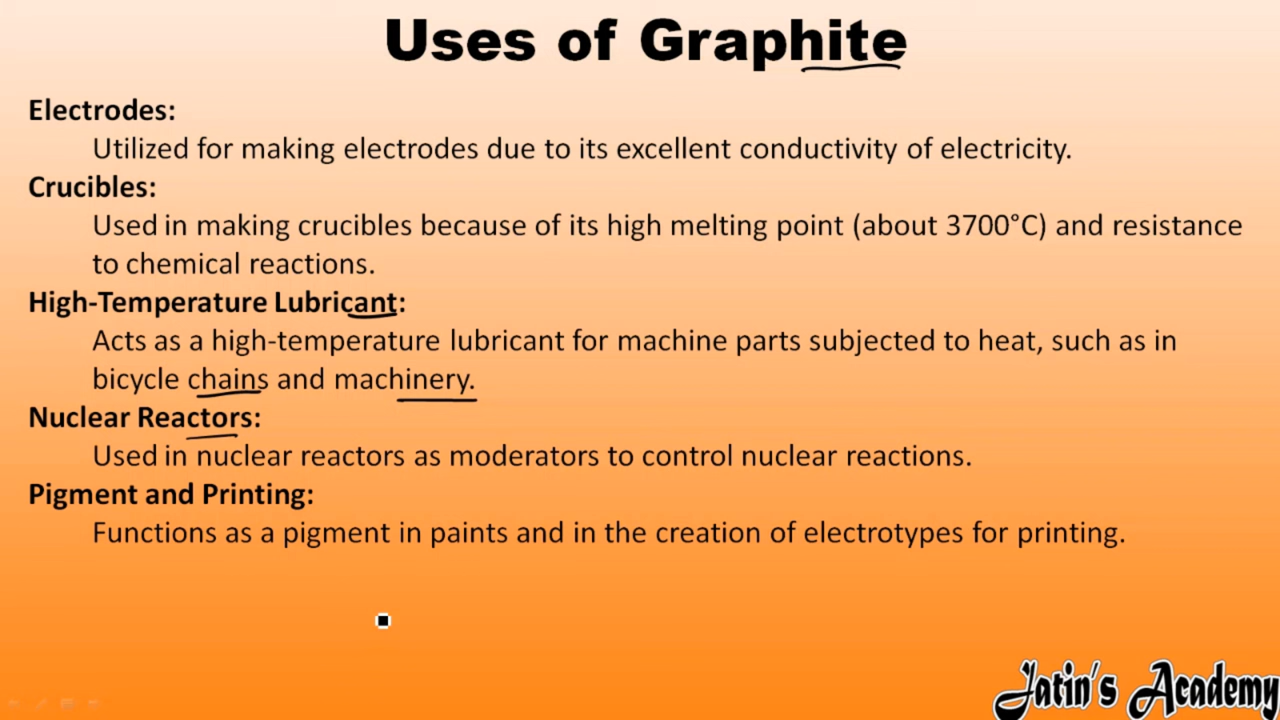 Uses of Graphite
Electrodes:
Utilized for making electrodes due to its excellent conductivity of electricity.
Crucibles:
Used in making crucibles because of its high melting point (about 3700°C) and resistance
to chemical reactions.
High-Temperature Lubricant:
Acts as a high-temperature lubricant for machine parts subjected to heat, such as in
bicycle chains and machinery.
Nuclear Reactors:
Used in nuclear reactors as moderators to control nuclear reactions.
Pigment and Printing:
Functions as a pigment in paints and in the creation of electrotypes for printing.
Jatin's Academy